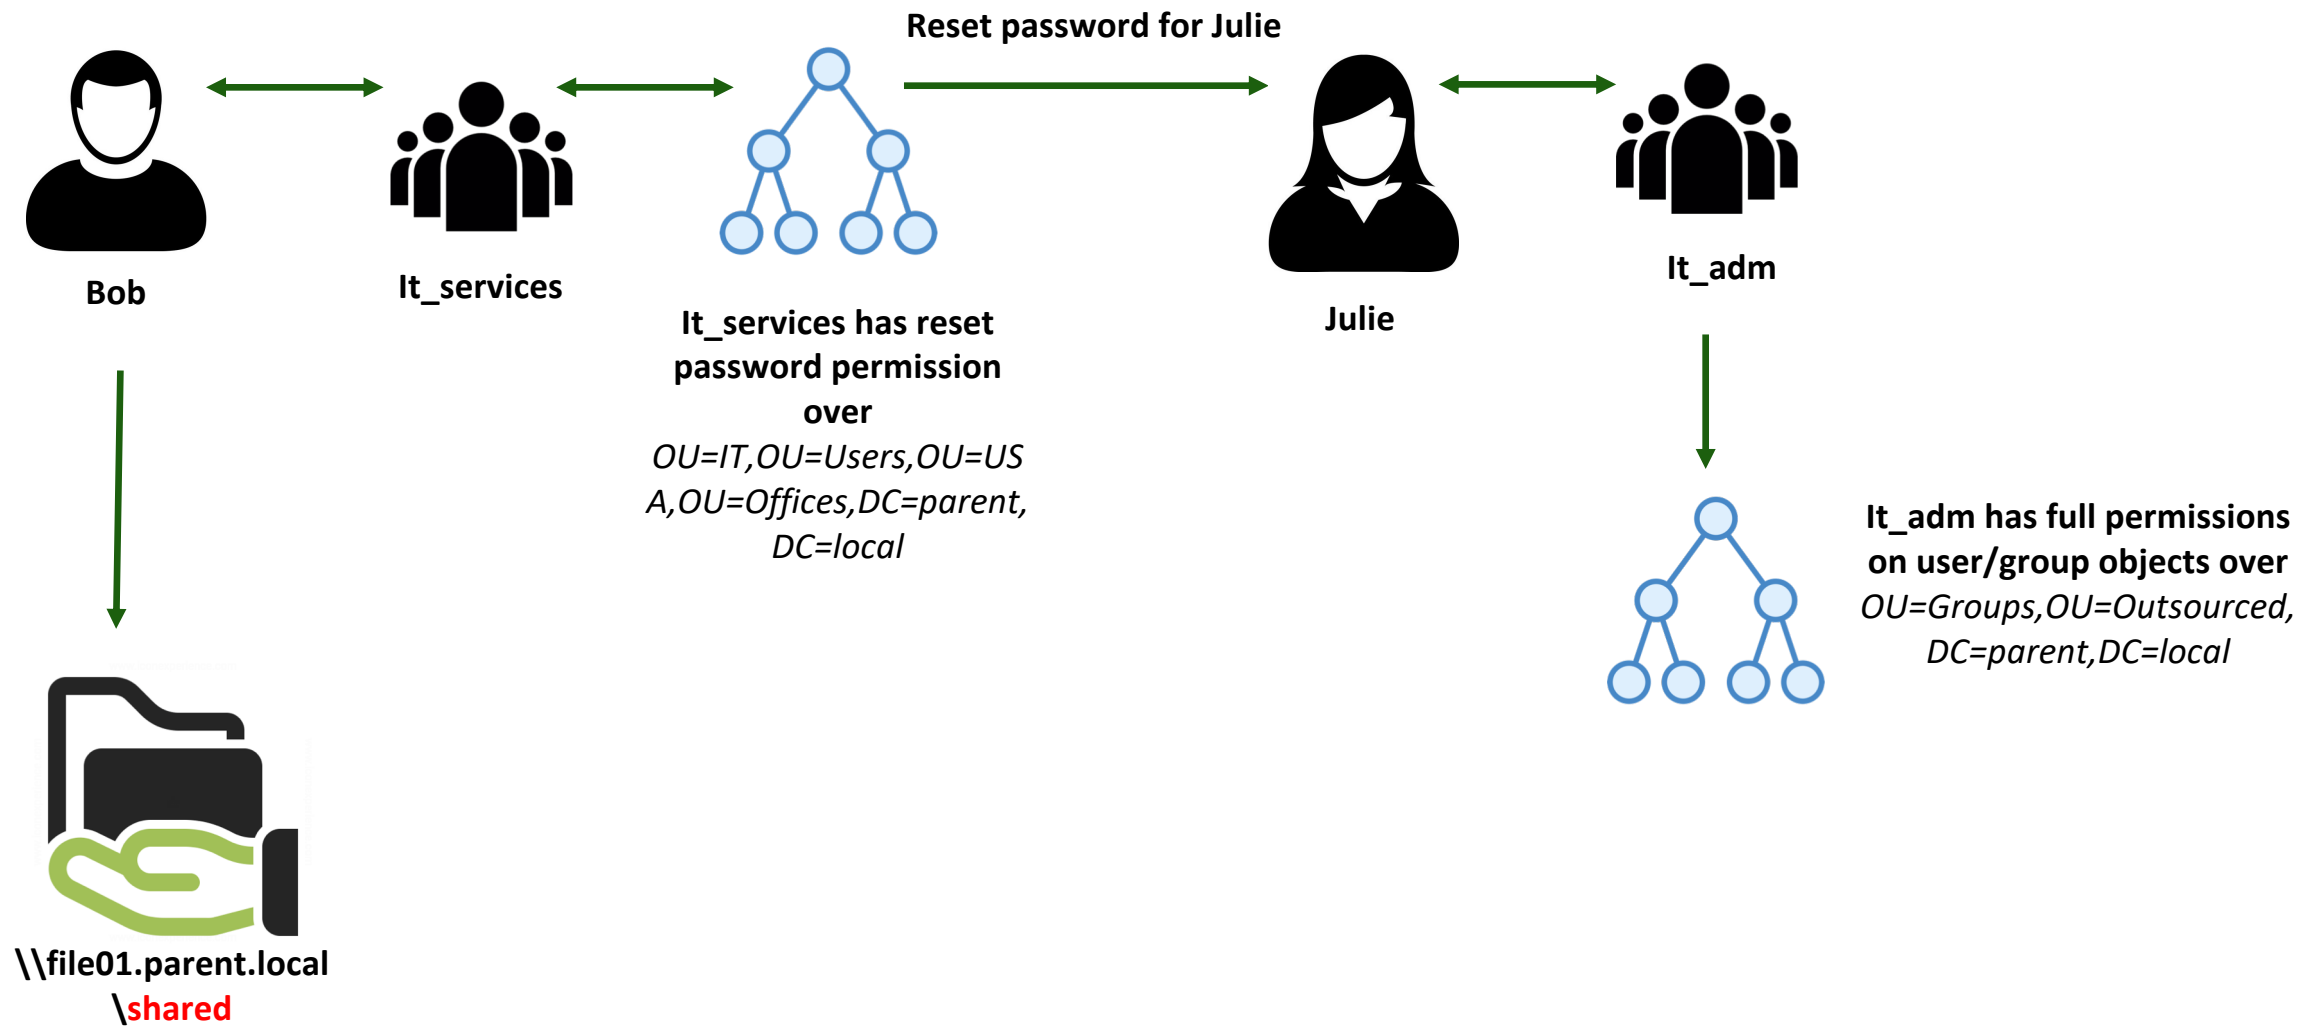 Reset password for Julie
Bob
It_services
It_services has reset
password permission
over
OU=IT,OU=Users,OU=US
A,OU=Offices,DC=parent,
DC=local
Julie
It_adm
It_adm has full permissions
on user/group objects over
OU=Groups,OU=Outsourced,
DC=parent,DC=local
\\file01.parent.local
\shared